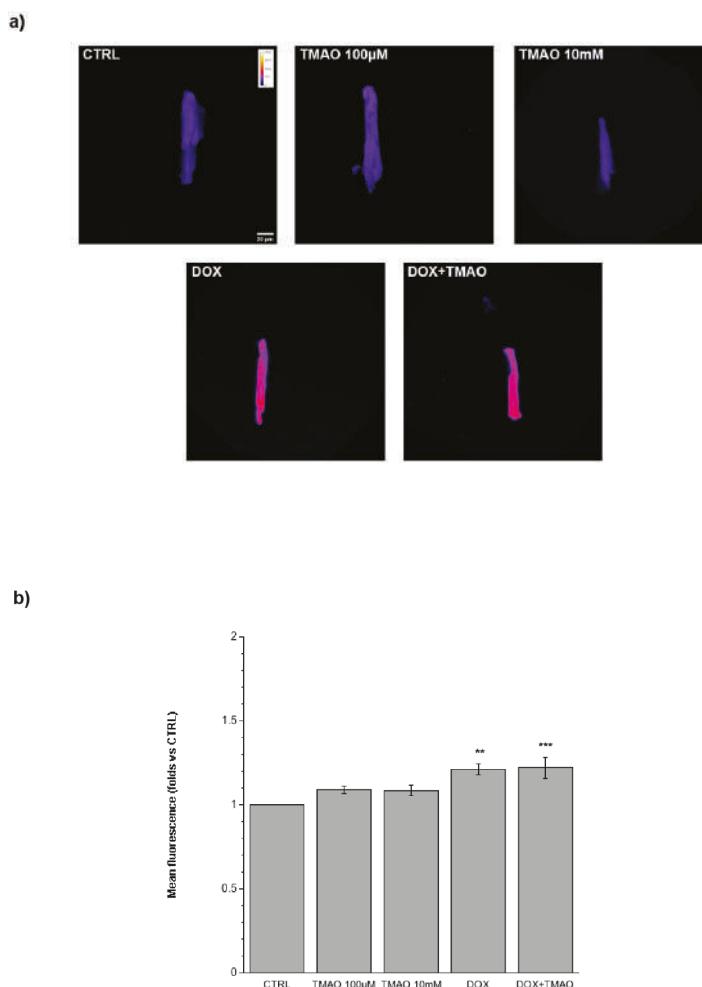 a)
CTRL
TMAO 100μM
TMAO 10mM
20 μm
DOX
DOX+TMAO
b)
Mean fluorescence (folds vs CTRL)
2
1.5
1
0.5
0
** ***
CTRL TMAO 100μM TMAO 10mM DOX DOX+TMAO